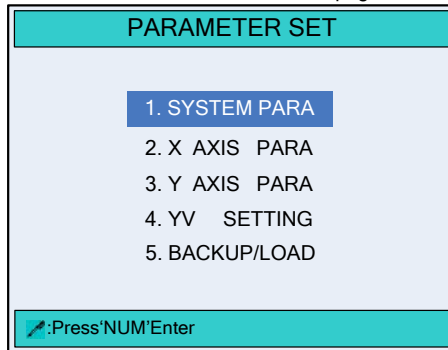 PARAMETER SET
1. SYSTEM PARA
2. X AXIS PARA
3. Y AXIS PARA
4. YV SETTING
5. BACKUP/LOAD
:Press‘NUM’Enter